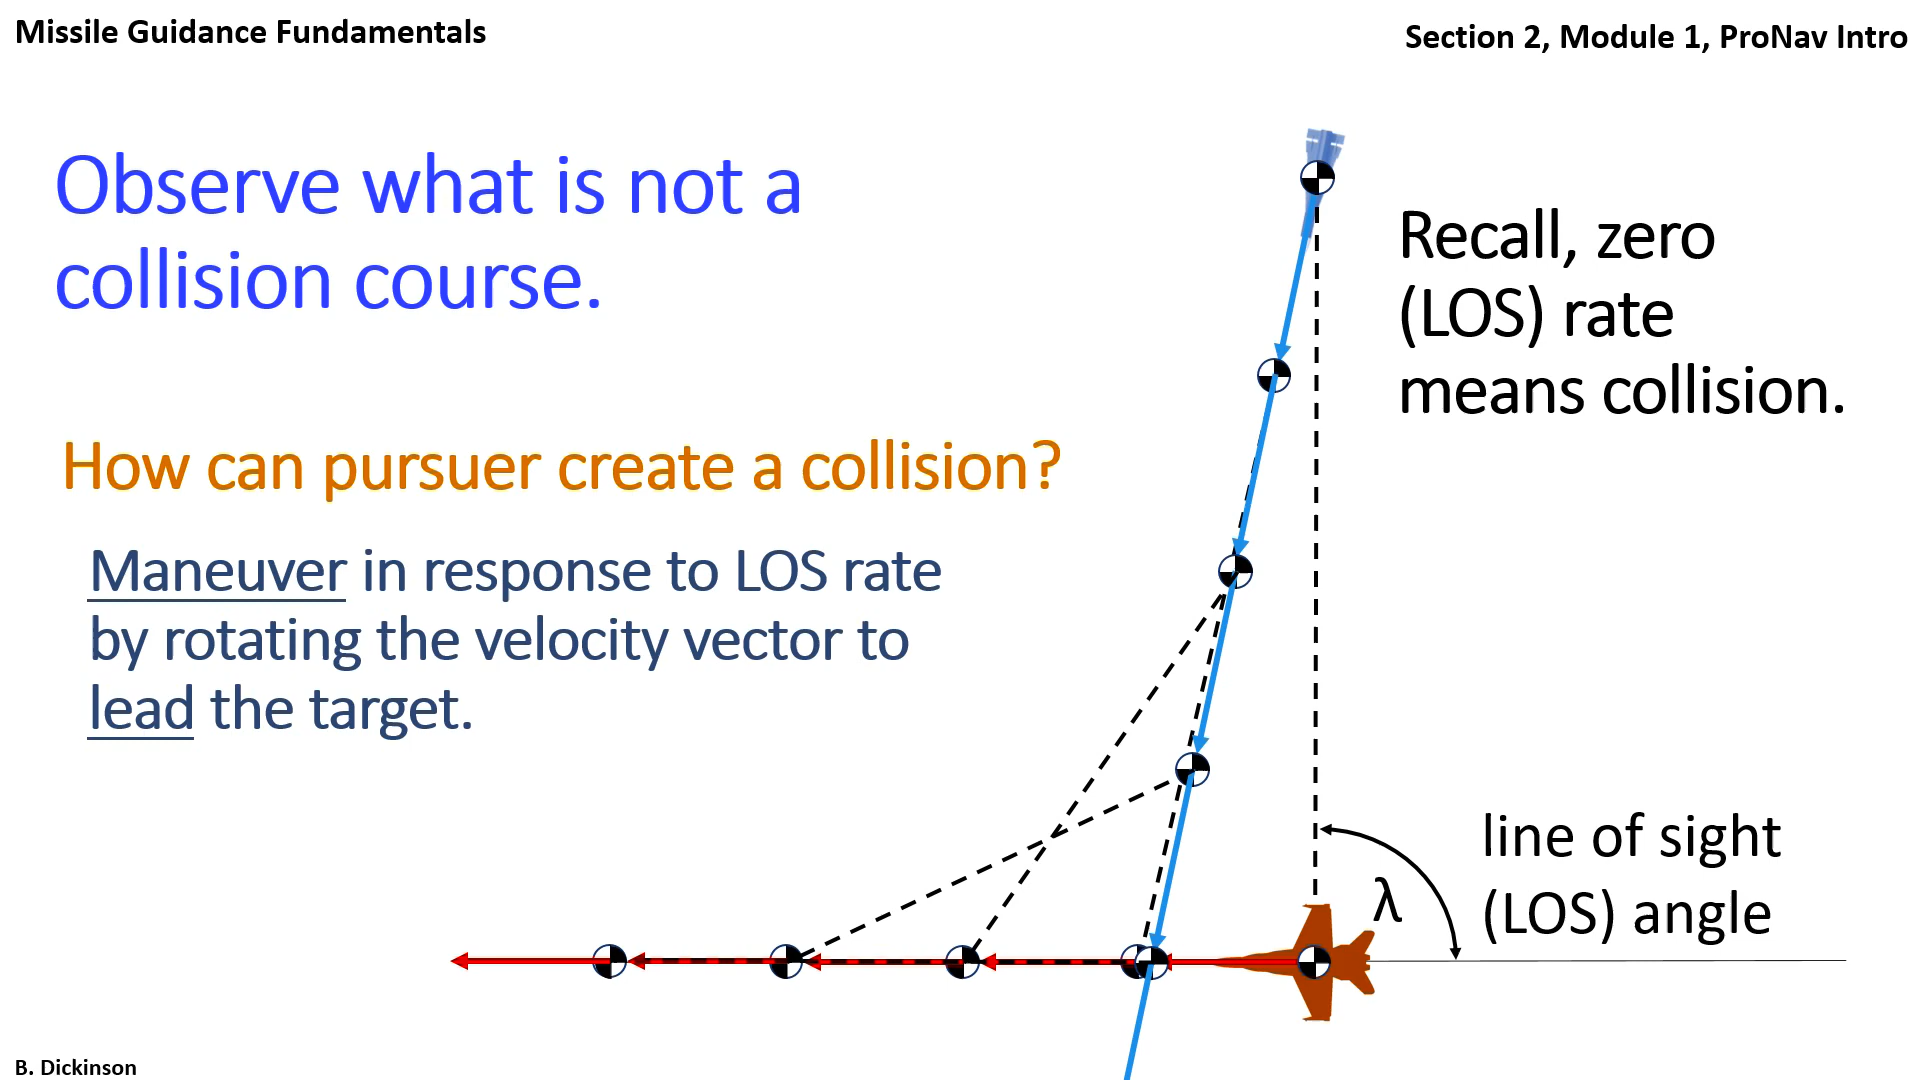 Missile Guidance Fundamentals
Section 2, Module 1, ProNav Intro
Observe what is not a
collision course.
Recall, zero
(LOS) rate
means collision.
How can pursuer create a collision?
Maneuver in response to LOS rate
by rotating the velocity vector to
lead the target.
line of sight
(LOS) angle
λ
B. Dickinson